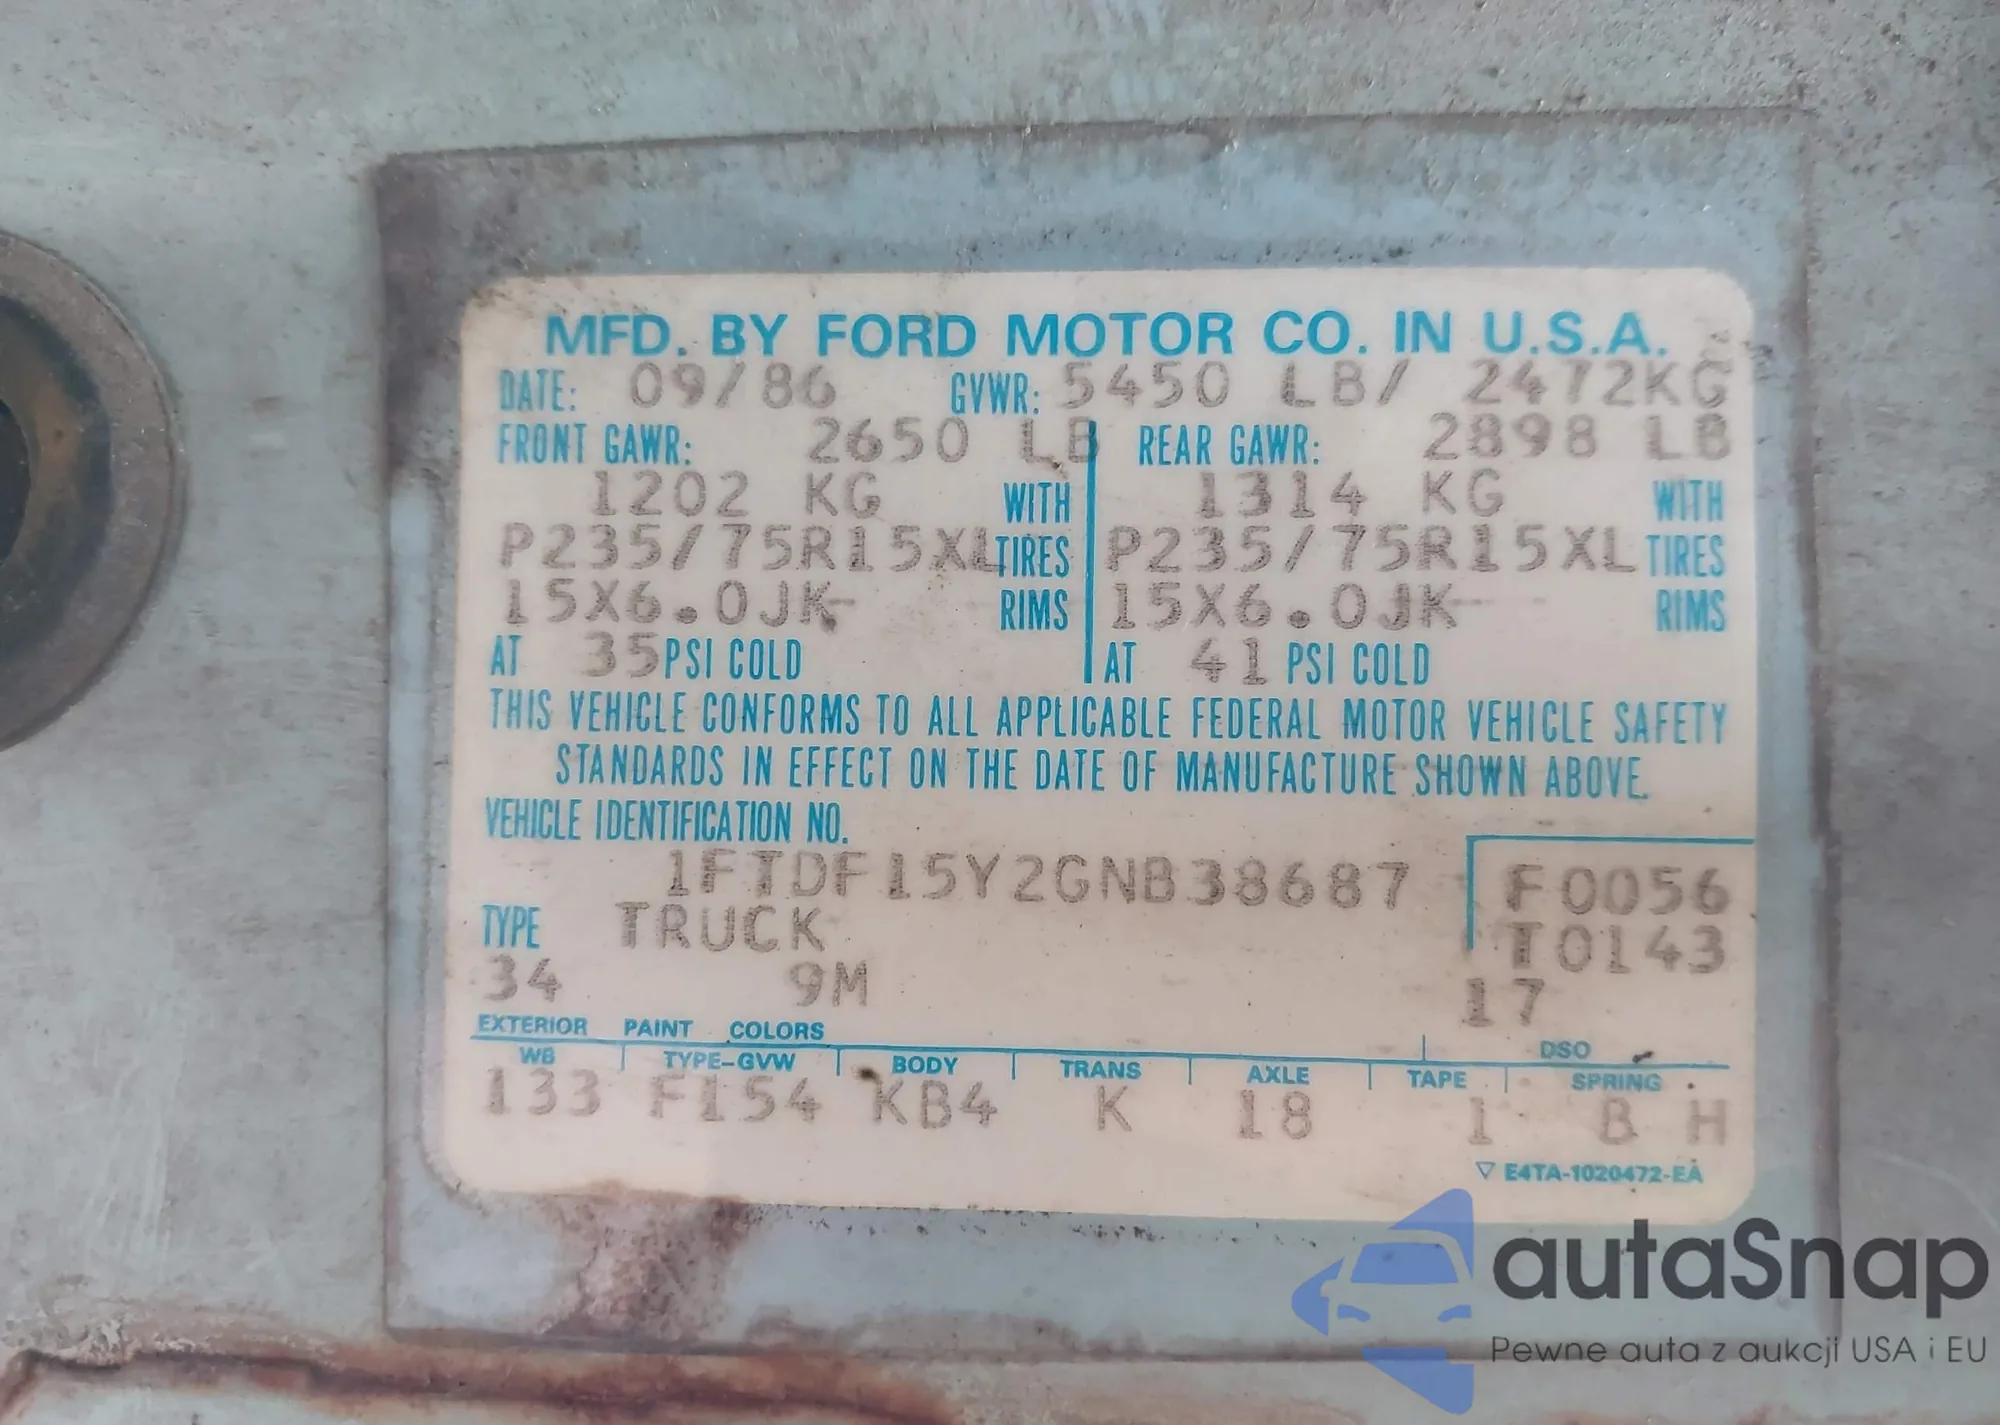 MFD. BY FORD MOTOR CO. IN U.S.A.
DATE: 09/86 GVWR: 5450 LB/ 2472KG
FRONT GAWR: 2650 LB REAR GAWR: 2898 LB
1202 KG WITH 1314 KG WITH
P235/75R15XL TIRES P235/75R15XL TIRES
15X6.0JK RIMS 15X6.0JK RIMS
AT 35 PSI COLD AT 41 PSI COLD
THIS VEHICLE CONFORMS TO ALL APPLICABLE FEDERAL MOTOR VEHICLE SAFETY
STANDARDS IN EFFECT ON THE DATE OF MANUFACTURE SHOWN ABOVE.
VEHICLE IDENTIFICATION NO.
1FTDF15Y2GNB38687 F0056
TYPE TRUCK T0143
34 9M 17
EXTERIOR PAINT COLORS DSO
WB TYPE-GVW BODY TRANS AXLE TAPE SPRING
133 F154 KB4 K 18 1 B H
▽ E4TA-1020472-EA
autaSnap
Pewne auta z aukcji USA i EU